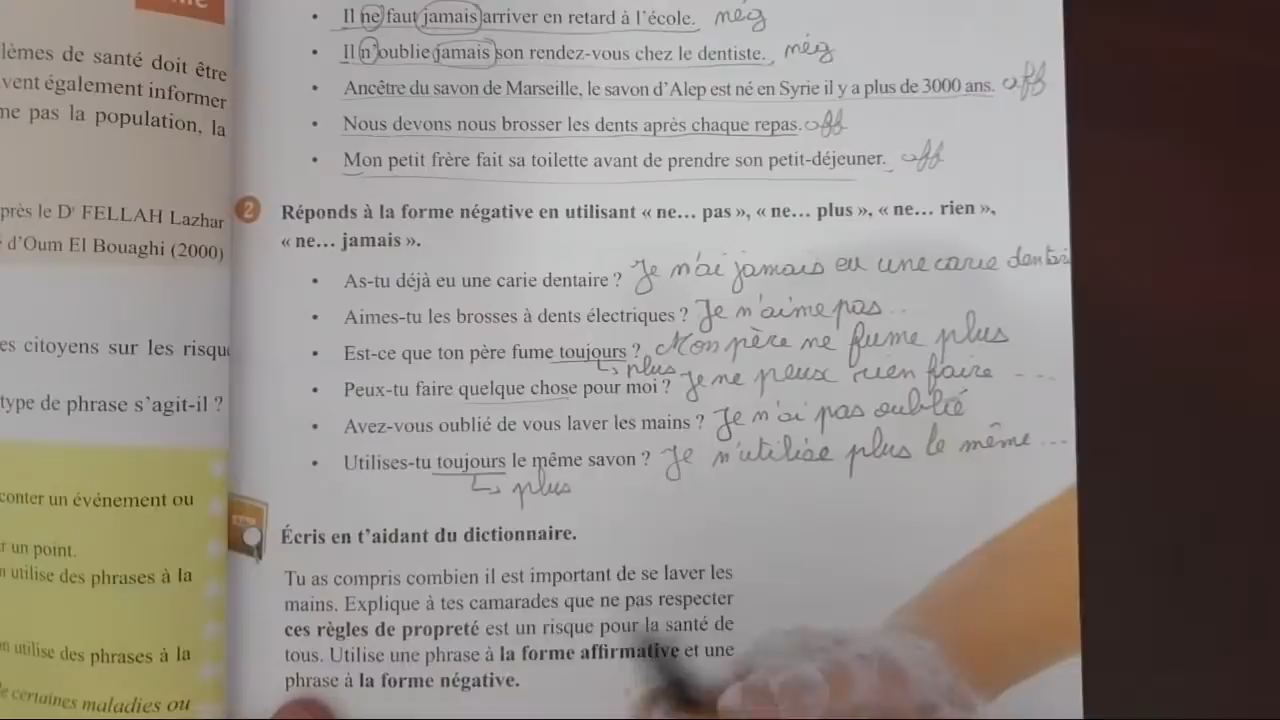 Il ne faut jamais arriver en retard à l'école. nég
Il n'oublie jamais son rendez-vous chez le dentiste. nég
Ancêtre du savon de Marseille, le savon d'Alep est né en Syrie il y a plus de 3000 ans. aff
Nous devons nous brosser les dents après chaque repas. aff
Mon petit frère fait sa toilette avant de prendre son petit-déjeuner. aff
2 Réponds à la forme négative en utilisant « ne... pas », « ne... plus », « ne... rien »,
« ne... jamais ».
As-tu déjà eu une carie dentaire ? Je n'ai jamais eu une carie dentai
Aimes-tu les brosses à dents électriques ? Je n'aime pas ...
Est-ce que ton père fume toujours ? Mon père ne fume plus
↳ plus
Peux-tu faire quelque chose pour moi ? Je ne peux rien faire ...
Avez-vous oublié de vous laver les mains ? Je n'ai pas oublié
Utilises-tu toujours le même savon ? Je n'utilise plus le même ...
↳ plus
Écris en t'aidant du dictionnaire.
Tu as compris combien il est important de se laver les
mains. Explique à tes camarades que ne pas respecter
ces règles de propreté est un risque pour la santé de
tous. Utilise une phrase à la forme affirmative et une
phrase à la forme négative.
lèmes de santé doit être
vent également informer
ne pas la population, la
près le Dr FELLAH Lazhar
d'Oum El Bouaghi (2000)
es citoyens sur les risqu
type de phrase s'agit-il ?
conter un événement ou
r un point.
n utilise des phrases à la
n utilise des phrases à la
de certaines maladies ou